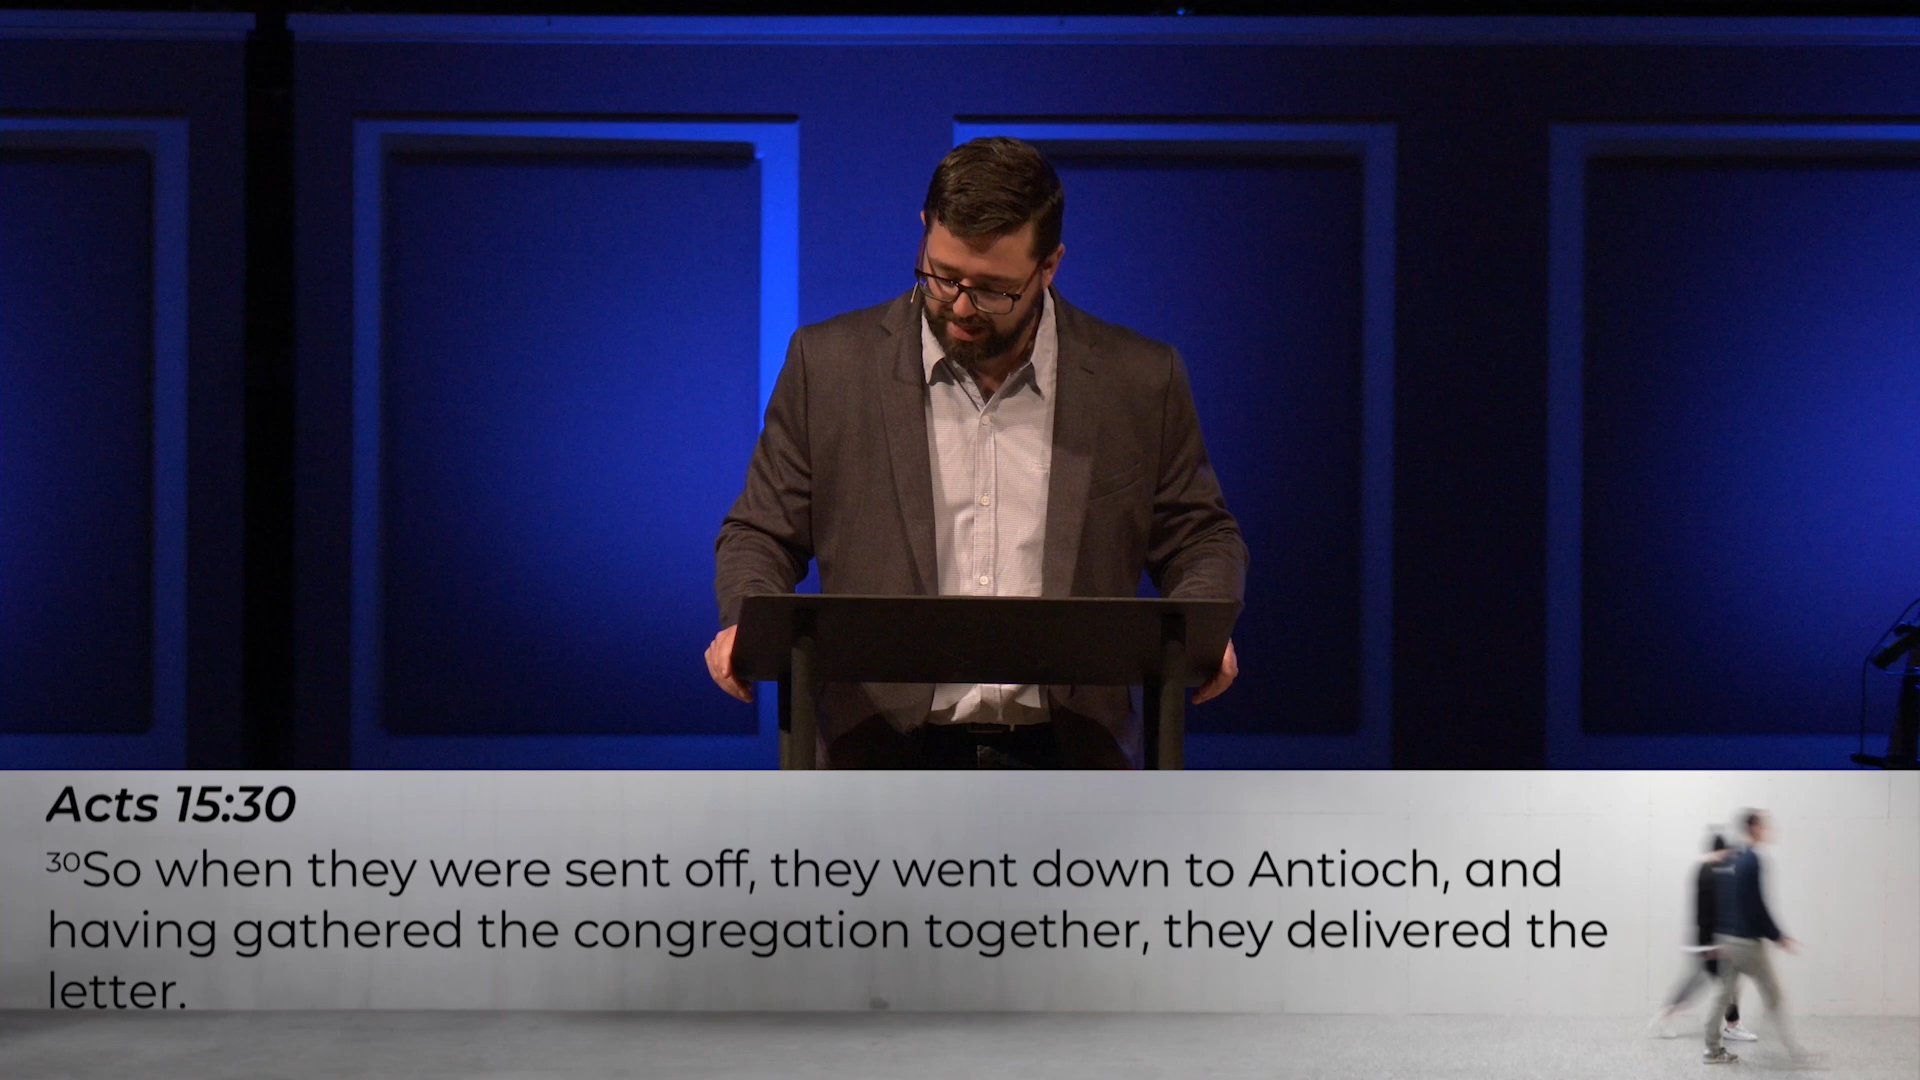 Acts 15:30
³⁰So when they were sent off, they went down to Antioch, and
having gathered the congregation together, they delivered the
letter.